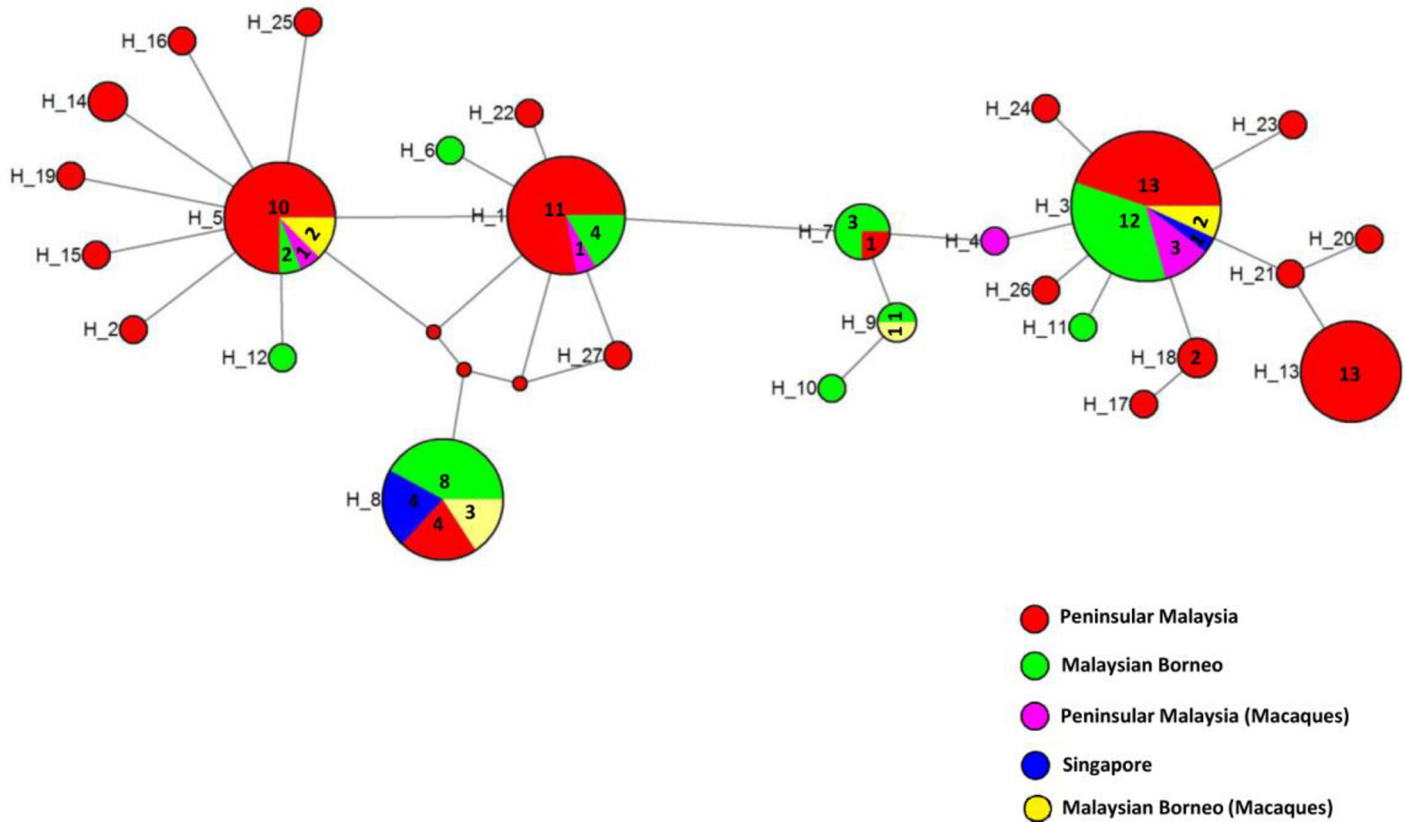 H_25
H_16
H_14
H_22
H_24
H_23
H_6
H_19
H_5
10
2
2
1
H_1
11
4
1
H_7
3
1
H_4
H_3
13
12
2
1
3
H_20
H_21
H_15
H_26
H_2
H_9
1
1
H_11
H_12
H_27
H_18
2
H_13
13
H_10
H_17
H_8
8
4
3
4
Peninsular Malaysia
Malaysian Borneo
Peninsular Malaysia (Macaques)
Singapore
Malaysian Borneo (Macaques)